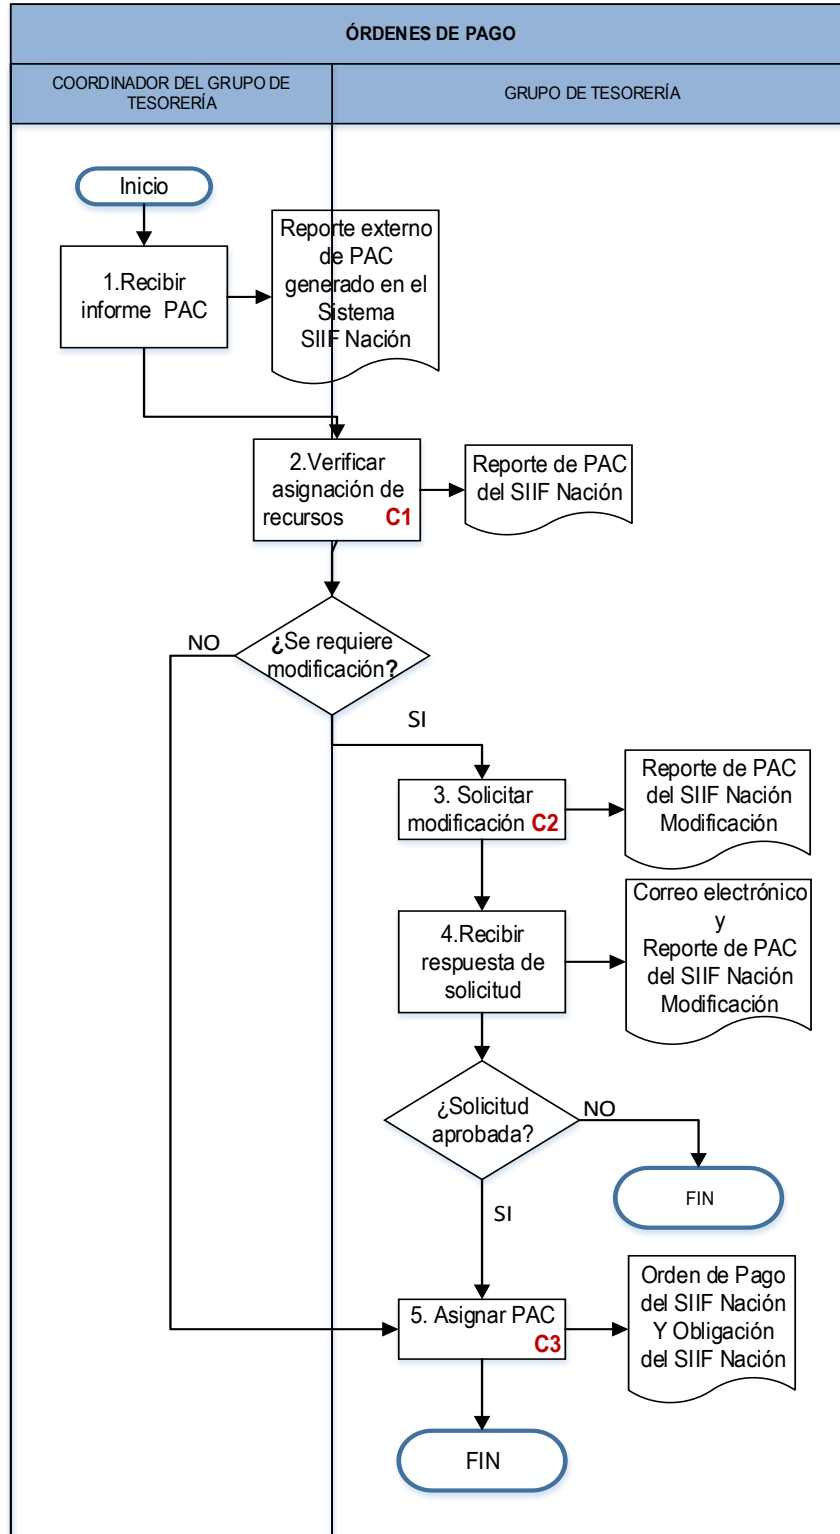 ÓRDENES DE PAGO
COORDINADOR DEL GRUPO DE
TESORERÍA
GRUPO DE TESORERÍA
Inicio
1.Recibir
informe PAC
Reporte externo
de PAC
generado en el
Sistema
SIIF Nación
2.Verificar
asignación de
recursos C1
Reporte de PAC
del SIIF Nación
¿Se requiere
modificación?
NO
SI
3. Solicitar
modificación C2
Reporte de PAC
del SIIF Nación
Modificación
4.Recibir
respuesta de
solicitud
Correo electrónico
y
Reporte de PAC
del SIIF Nación
Modificación
¿Solicitud
aprobada?
NO
FIN
SI
5. Asignar PAC
C3
Orden de Pago
del SIIF Nación
Y Obligación
del SIIF Nación
FIN